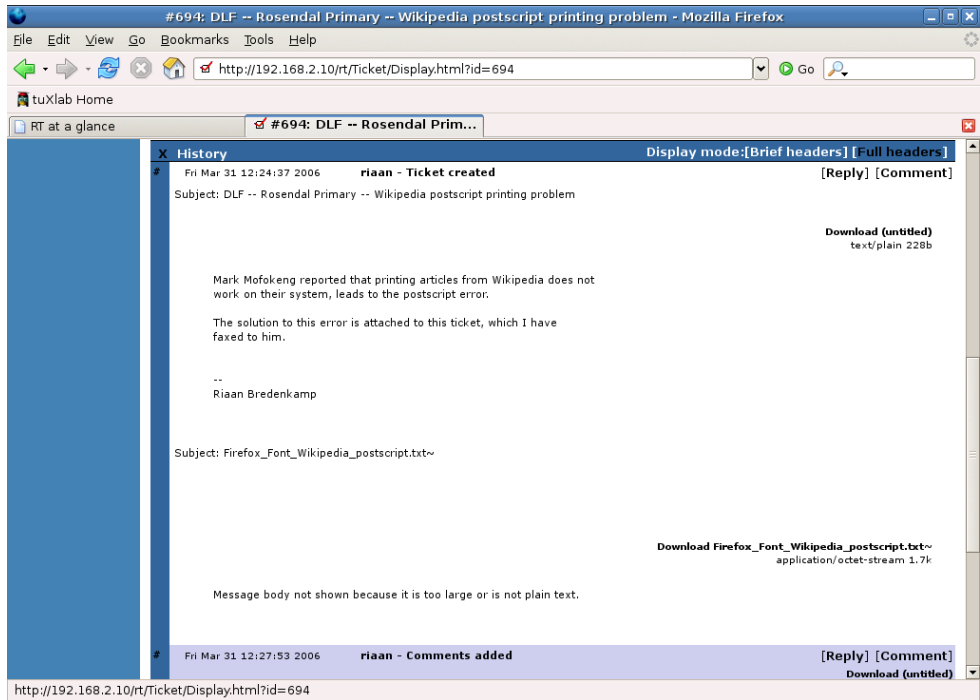 #694: DLF -- Rosendal Primary -- Wikipedia postscript printing problem - Mozilla Firefox
File Edit View Go Bookmarks Tools Help
http://192.168.2.10/rt/Ticket/Display.html?id=694 Go
tuXlab Home
RT at a glance #694: DLF -- Rosendal Prim...
X History Display mode:[Brief headers] [Full headers]
# Fri Mar 31 12:24:37 2006 riaan - Ticket created [Reply] [Comment]
Subject: DLF -- Rosendal Primary -- Wikipedia postscript printing problem
Download (untitled)
text/plain 228b
Mark Mofokeng reported that printing articles from Wikipedia does not
work on their system, leads to the postscript error.
The solution to this error is attached to this ticket, which I have
faxed to him.
--
Riaan Bredenkamp
Subject: Firefox_Font_Wikipedia_postscript.txt~
Download Firefox_Font_Wikipedia_postscript.txt~
application/octet-stream 1.7k
Message body not shown because it is too large or is not plain text.
# Fri Mar 31 12:27:53 2006 riaan - Comments added [Reply] [Comment]
Download (untitled)
http://192.168.2.10/rt/Ticket/Display.html?id=694